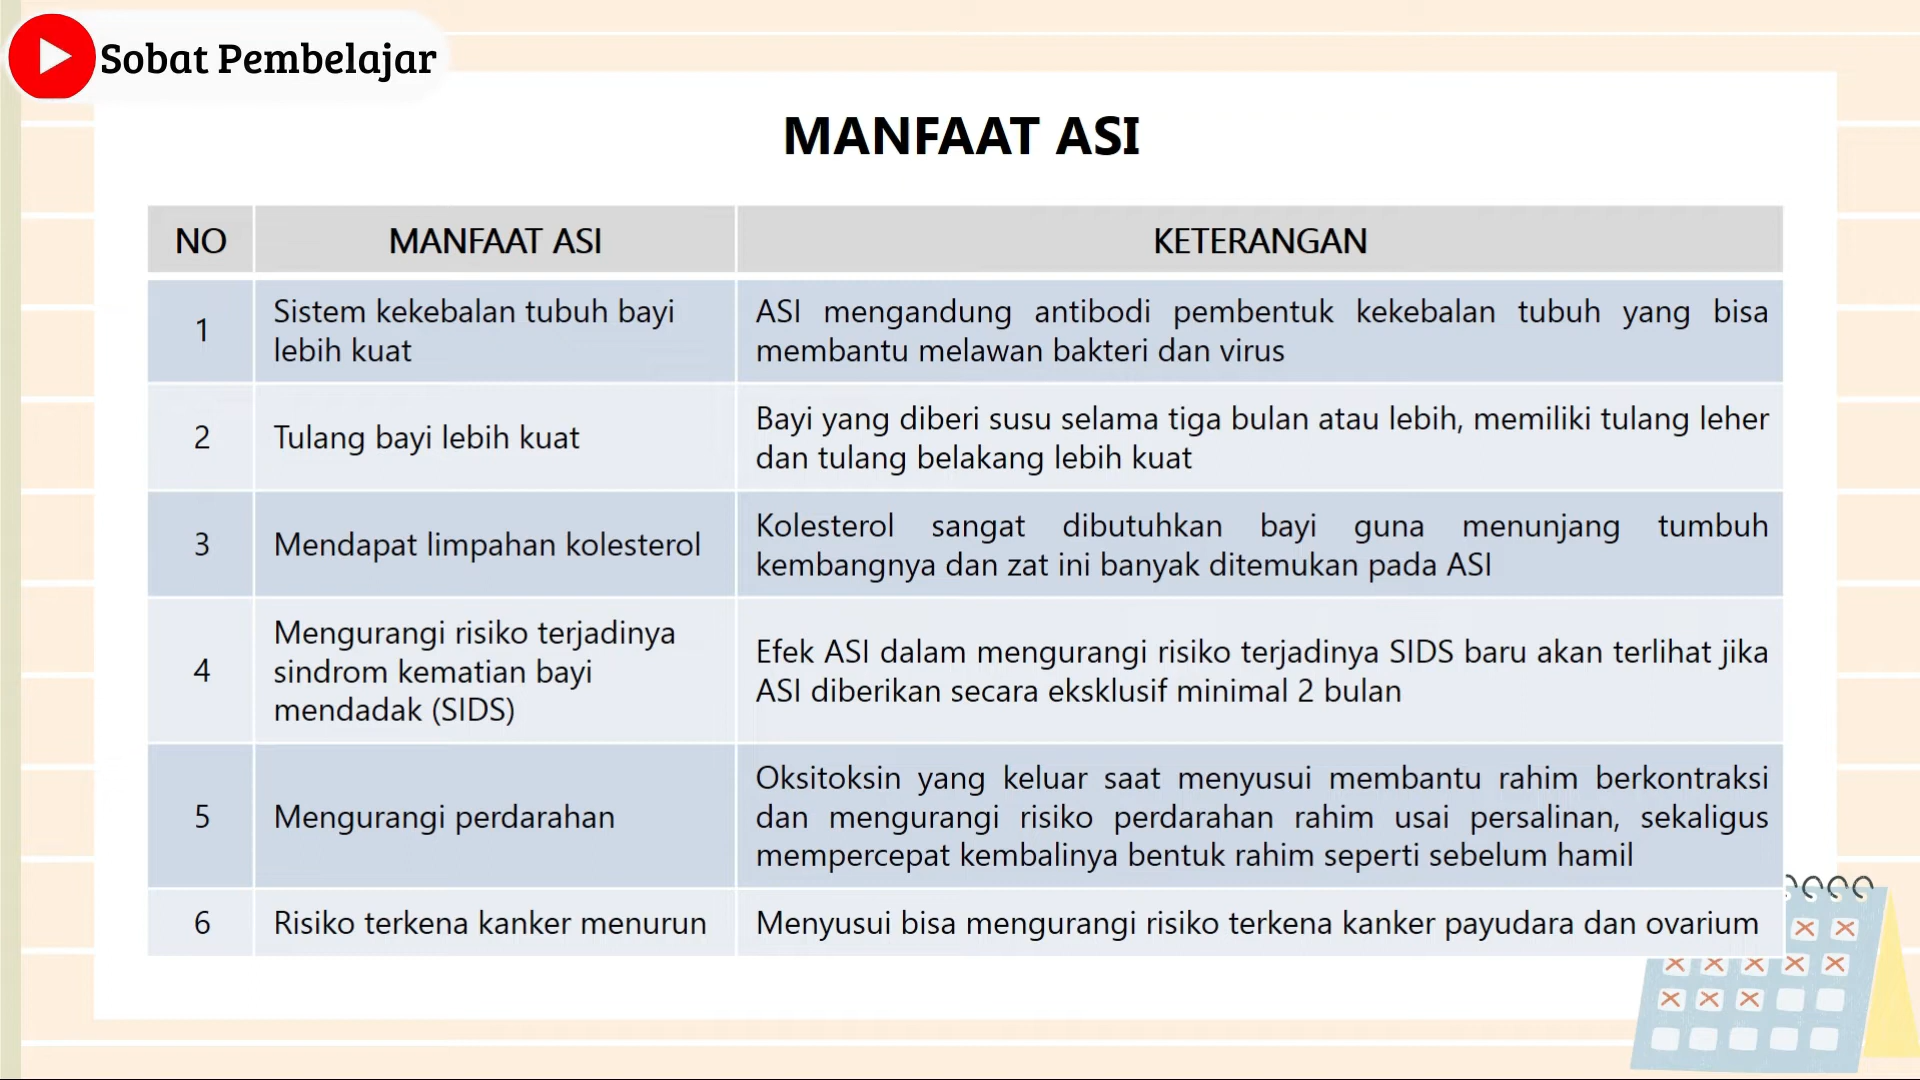 Sobat Pembelajar
MANFAAT ASI
NO MANFAAT ASI KETERANGAN
1
Sistem kekebalan tubuh bayi
lebih kuat
ASI mengandung antibodi pembentuk kekebalan tubuh yang bisa
membantu melawan bakteri dan virus
2
Tulang bayi lebih kuat
Bayi yang diberi susu selama tiga bulan atau lebih, memiliki tulang leher
dan tulang belakang lebih kuat
3
Mendapat limpahan kolesterol
Kolesterol sangat dibutuhkan bayi guna menunjang tumbuh
kembangnya dan zat ini banyak ditemukan pada ASI
4
Mengurangi risiko terjadinya
sindrom kematian bayi
mendadak (SIDS)
Efek ASI dalam mengurangi risiko terjadinya SIDS baru akan terlihat jika
ASI diberikan secara eksklusif minimal 2 bulan
5
Mengurangi perdarahan
Oksitoksin yang keluar saat menyusui membantu rahim berkontraksi
dan mengurangi risiko perdarahan rahim usai persalinan, sekaligus
mempercepat kembalinya bentuk rahim seperti sebelum hamil
6
Risiko terkena kanker menurun
Menyusui bisa mengurangi risiko terkena kanker payudara dan ovarium